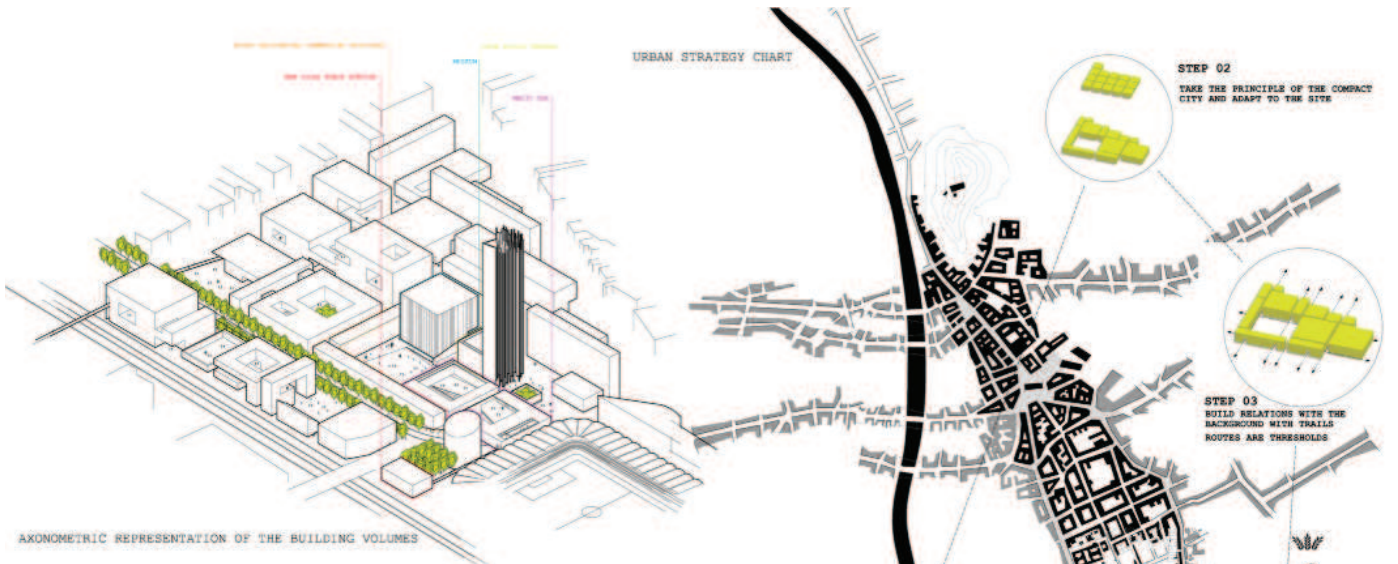 MUSEUM
URBAN STRATEGY CHART
STEP 02
TAKE THE PRINCIPLE OF THE COMPACT
CITY AND ADAPT TO THE SITE
STEP 03
BUILD RELATIONS WITH THE
BACKGROUND WITH TRAILS
ROUTES ARE THRESHOLDS
AXONOMETRIC REPRESENTATION OF THE BUILDING VOLUMES